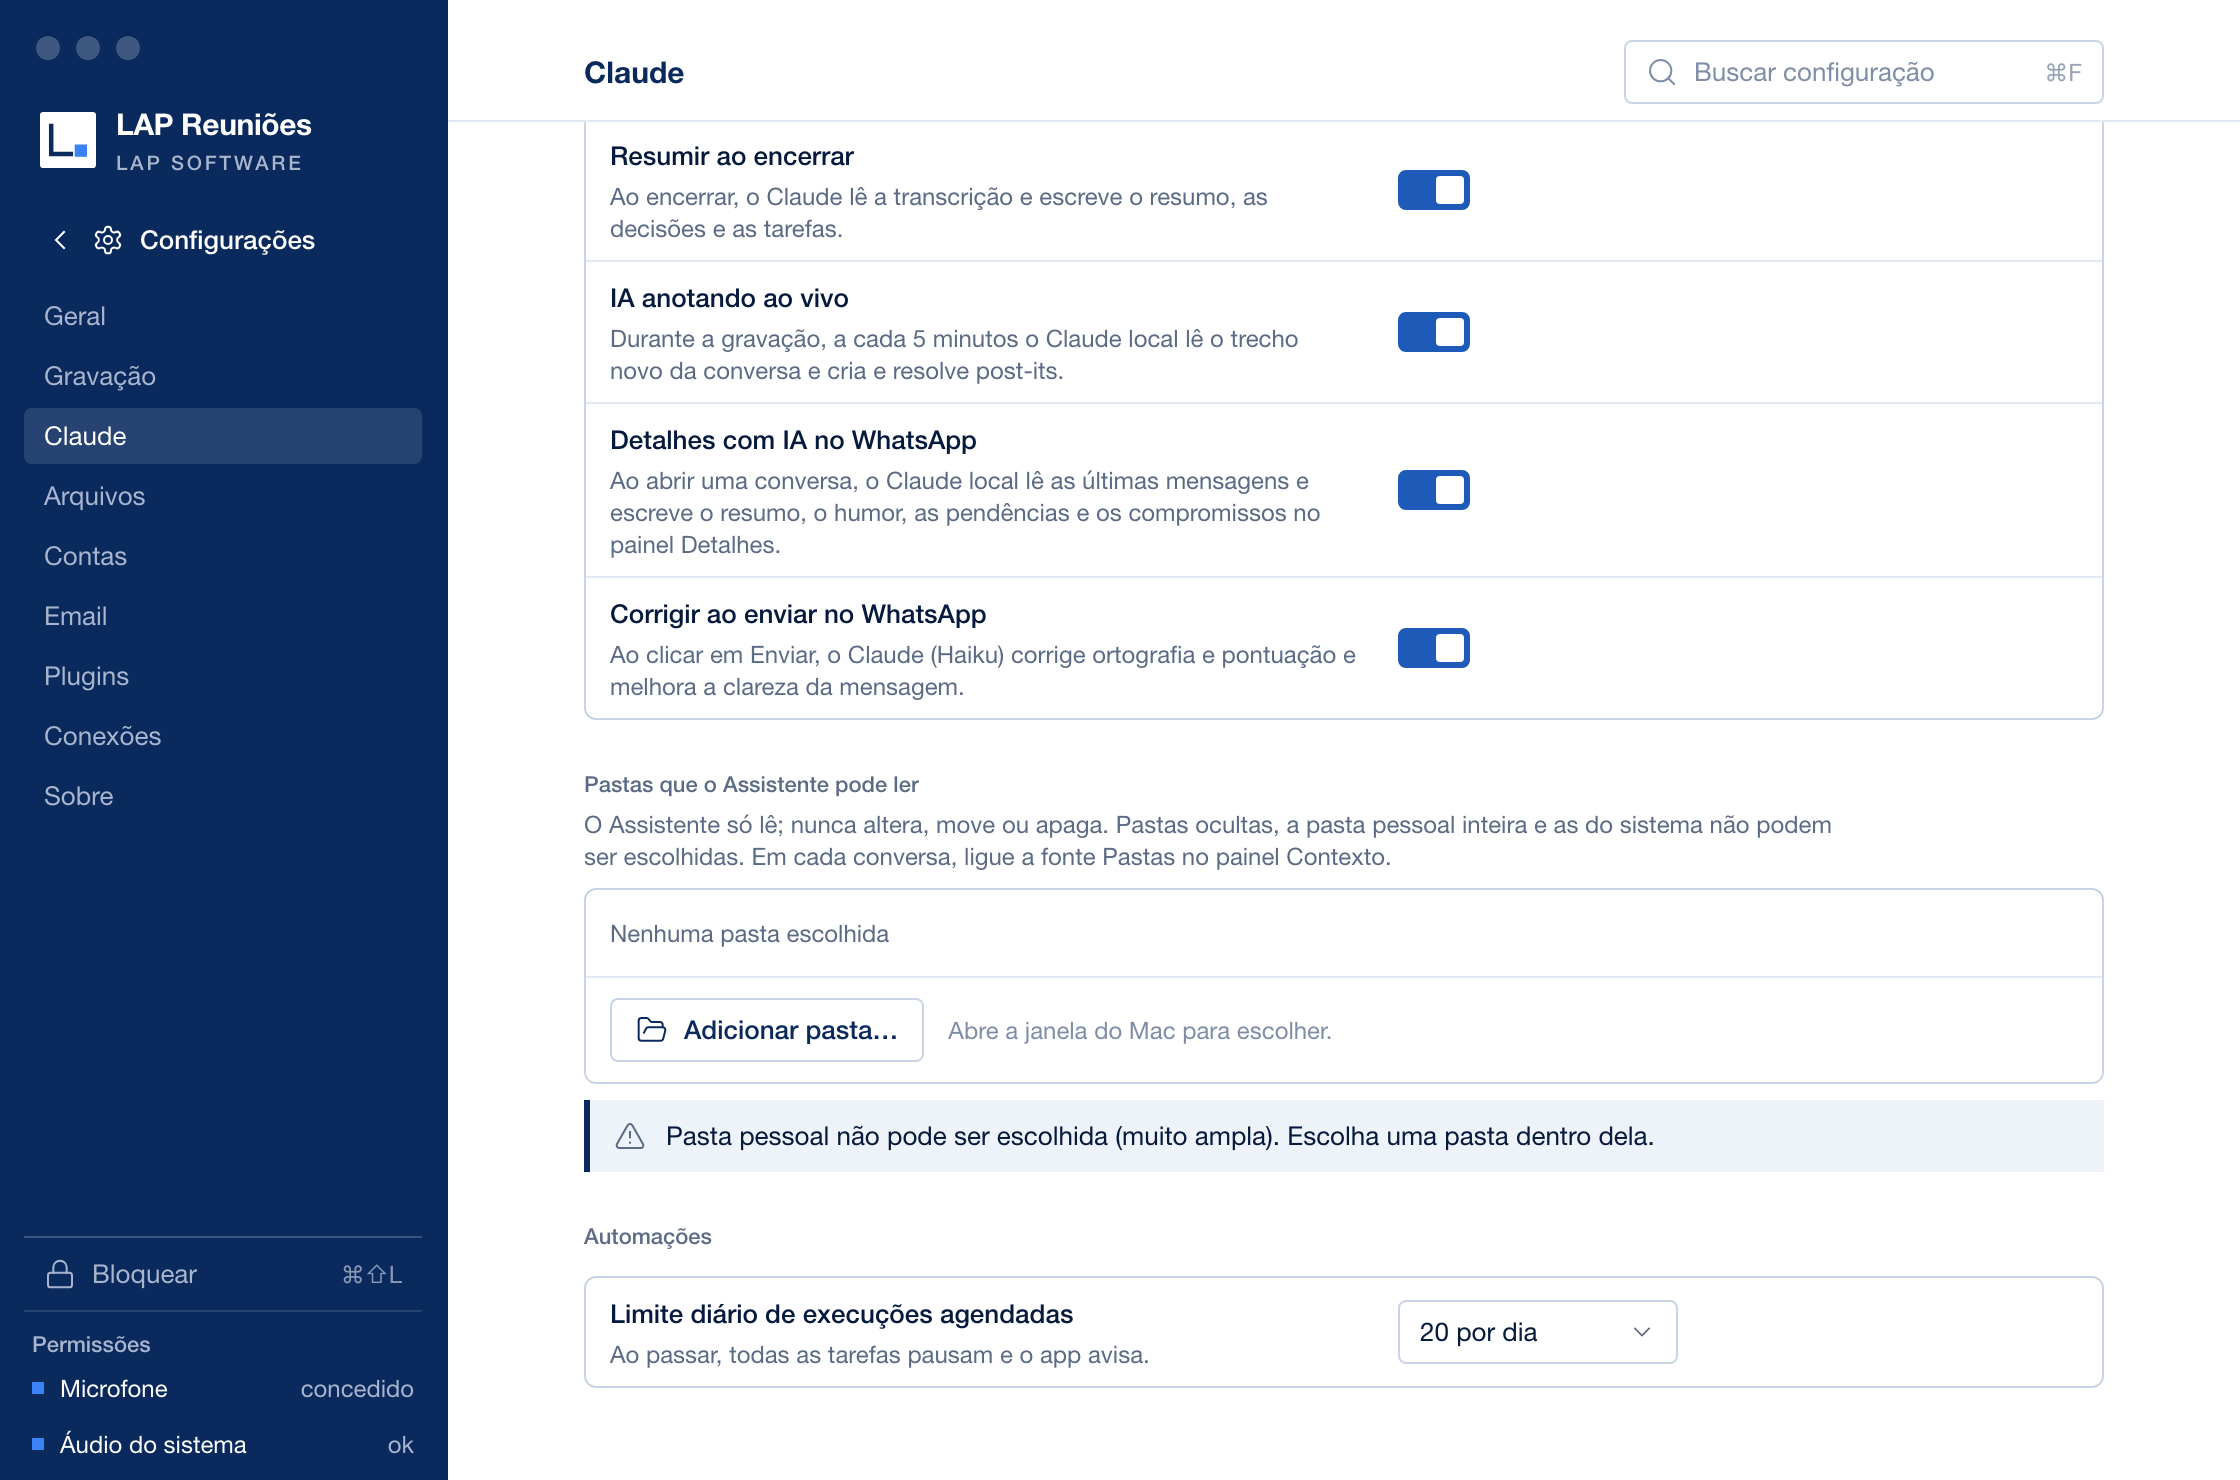 LAP Reuniões
LAP SOFTWARE
Configurações
Geral
Gravação
Claude
Arquivos
Contas
Email
Plugins
Conexões
Sobre
Bloquear ⌘⇧L
Permissões
Microfone concedido
Áudio do sistema ok
Claude
Buscar configuração ⌘F
Resumir ao encerrar
Ao encerrar, o Claude lê a transcrição e escreve o resumo, as
decisões e as tarefas.
IA anotando ao vivo
Durante a gravação, a cada 5 minutos o Claude local lê o trecho
novo da conversa e cria e resolve post-its.
Detalhes com IA no WhatsApp
Ao abrir uma conversa, o Claude local lê as últimas mensagens e
escreve o resumo, o humor, as pendências e os compromissos no
painel Detalhes.
Corrigir ao enviar no WhatsApp
Ao clicar em Enviar, o Claude (Haiku) corrige ortografia e pontuação e
melhora a clareza da mensagem.
Pastas que o Assistente pode ler
O Assistente só lê; nunca altera, move ou apaga. Pastas ocultas, a pasta pessoal inteira e as do sistema não podem
ser escolhidas. Em cada conversa, ligue a fonte Pastas no painel Contexto.
Nenhuma pasta escolhida
Adicionar pasta... Abre a janela do Mac para escolher.
Pasta pessoal não pode ser escolhida (muito ampla). Escolha uma pasta dentro dela.
Automações
Limite diário de execuções agendadas
Ao passar, todas as tarefas pausam e o app avisa.
20 por dia